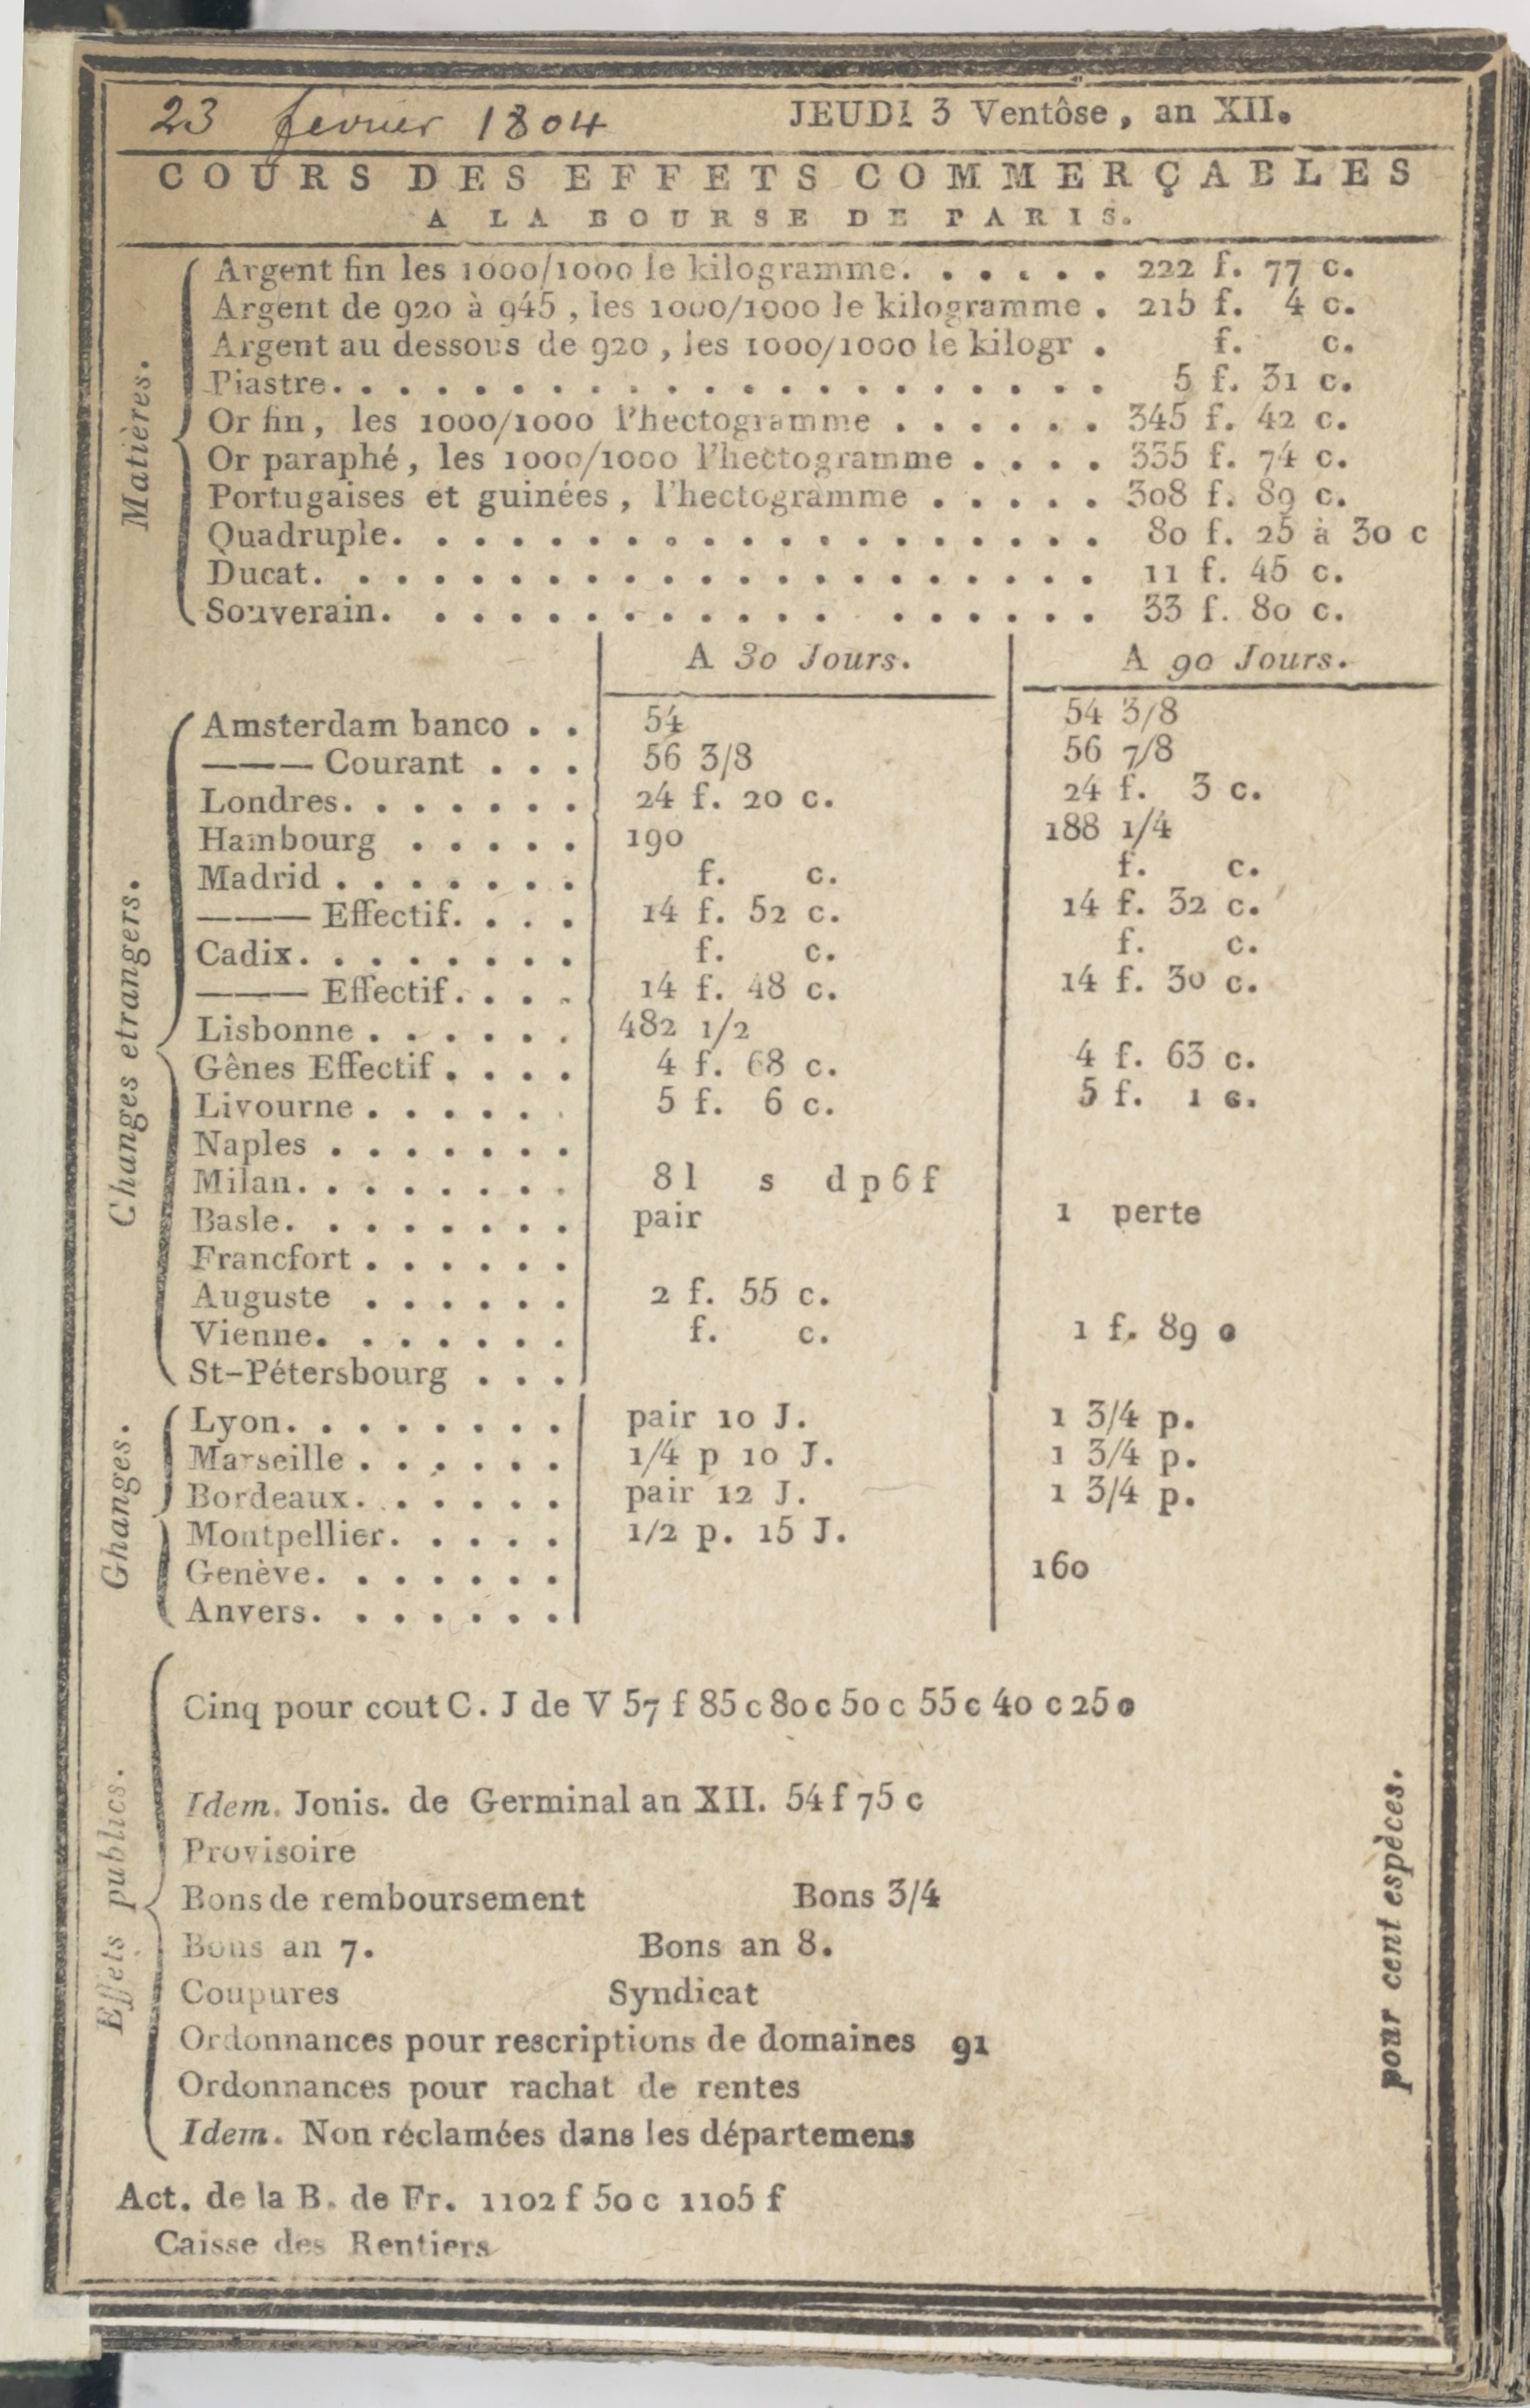 23 février 1804 JEUDI 3 Ventôse, an XII.
COURS DES EFFETS COMMERÇABLES
A LA BOURSE DE PARIS.
Matières.
Argent fin les 1000/1000 le kilogramme. . . . . . . 222 f. 77 c.
Argent de 920 à 945, les 1000/1000 le kilogramme . 215 f. 4 c.
Argent au dessous de 920, les 1000/1000 le kilogr . f. c.
Piastre. . . . . . . . . . . . . . . . . . . . . 5 f. 31 c.
Or fin, les 1000/1000 l'hectogramme . . . . . . 345 f. 42 c.
Or paraphé, les 1000/1000 l'hectogramme . . . . 335 f. 74 c.
Portugaises et guinées, l'hectogramme . . . . . 308 f. 89 c.
Quadruple. . . . . . . . . . . . . . . . . . . 80 f. 25 à 30 c
Ducat. . . . . . . . . . . . . . . . . . . . . 11 f. 45 c.
Souverain. . . . . . . . . . . . . . . . . . 33 f. 80 c.
A 30 Jours. A 90 Jours.
Changes etrangers.
Amsterdam banco . . 54 54 3/8
——— Courant . . . 56 3/8 56 7/8
Londres. . . . . . . 24 f. 20 c. 24 f. 3 c.
Hambourg . . . . . 190 188 1/4
Madrid . . . . . . . f. c. f. c.
——— Effectif. . . . 14 f. 52 c. 14 f. 32 c.
Cadix. . . . . . . . f. c. f. c.
——— Effectif. . . . 14 f. 48 c. 14 f. 30 c.
Lisbonne . . . . . . 482 1/2
Gênes Effectif . . . . 4 f. 68 c. 4 f. 63 c.
Livourne . . . . . . 5 f. 6 c. 5 f. 1 c.
Naples . . . . . . .
Milan. . . . . . . . 8 l s d p 6 f
Basle. . . . . . . . pair 1 perte
Francfort . . . . . .
Auguste . . . . . . 2 f. 55 c.
Vienne. . . . . . . f. c. 1 f. 89 c
St-Pétersbourg . . .
Ghanges.
Lyon. . . . . . . . pair 10 J. 1 3/4 p.
Marseille . . . . . . 1/4 p 10 J. 1 3/4 p.
Bordeaux. . . . . . pair 12 J. 1 3/4 p.
Montpellier. . . . . 1/2 p. 15 J.
Genève. . . . . . . 160
Anvers. . . . . . .
Effets publics.
Cinq pour cout C. J de V 57 f 85 c 80 c 50 c 55 c 40 c 25 c
Idem. Jonis. de Germinal an XII. 54 f 75 c
Provisoire
Bons de remboursement Bons 3/4
Bons an 7. Bons an 8.
Coupures Syndicat
Ordonnances pour rescriptions de domaines 91
Ordonnances pour rachat de rentes
Idem. Non réclamées dans les départemens
pour cent espèces.
Act. de la B. de Fr. 1102 f 50 c 1105 f
Caisse des Rentiers